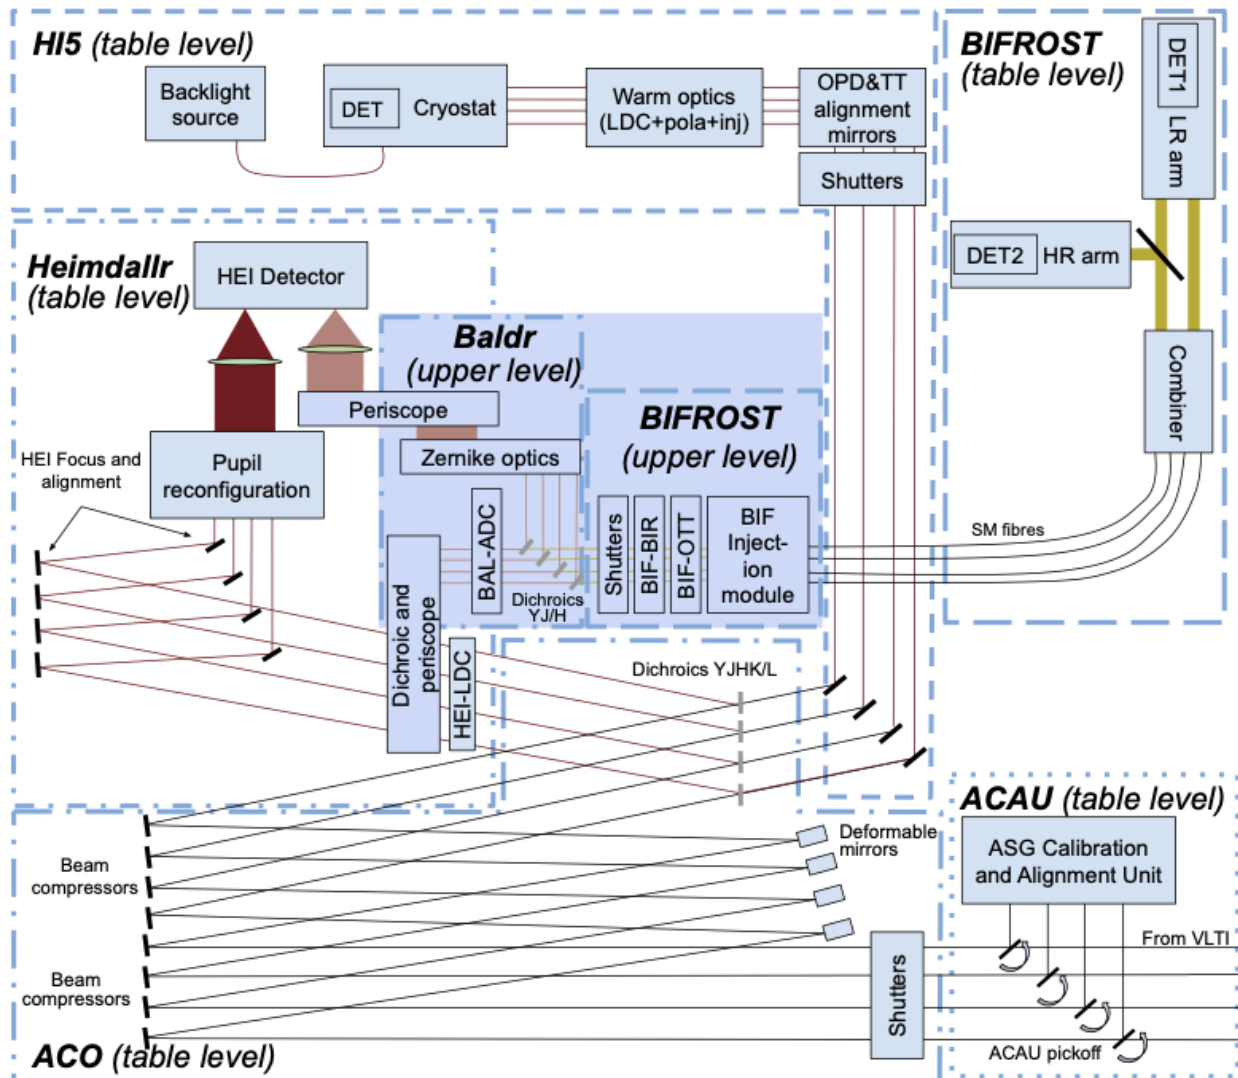 HI5 (table level)
Backlight
source
DET
Cryostat
Warm optics
(LDC+pola+inj)
OPD&TT
alignment
mirrors
Shutters
BIFROST
(table level)
DET1
LR arm
DET2
HR arm
Combiner
SM fibres
Heimdallr
(table level)
HEI Detector
Periscope
Pupil
reconfiguration
HEI Focus and
alignment
Baldr
(upper level)
Zernike optics
BAL-ADC
Dichroics
YJ/H
Dichroic and
periscope
HEI-LDC
BIFROST
(upper level)
Shutters
BIF-BIR
BIF-OTT
BIF
Inject-
ion
module
Dichroics YJHK/L
Beam
compressors
Deformable
mirrors
Beam
compressors
Shutters
ACO (table level)
ACAU (table level)
ASG Calibration
and Alignment Unit
From VLTI
ACAU pickoff